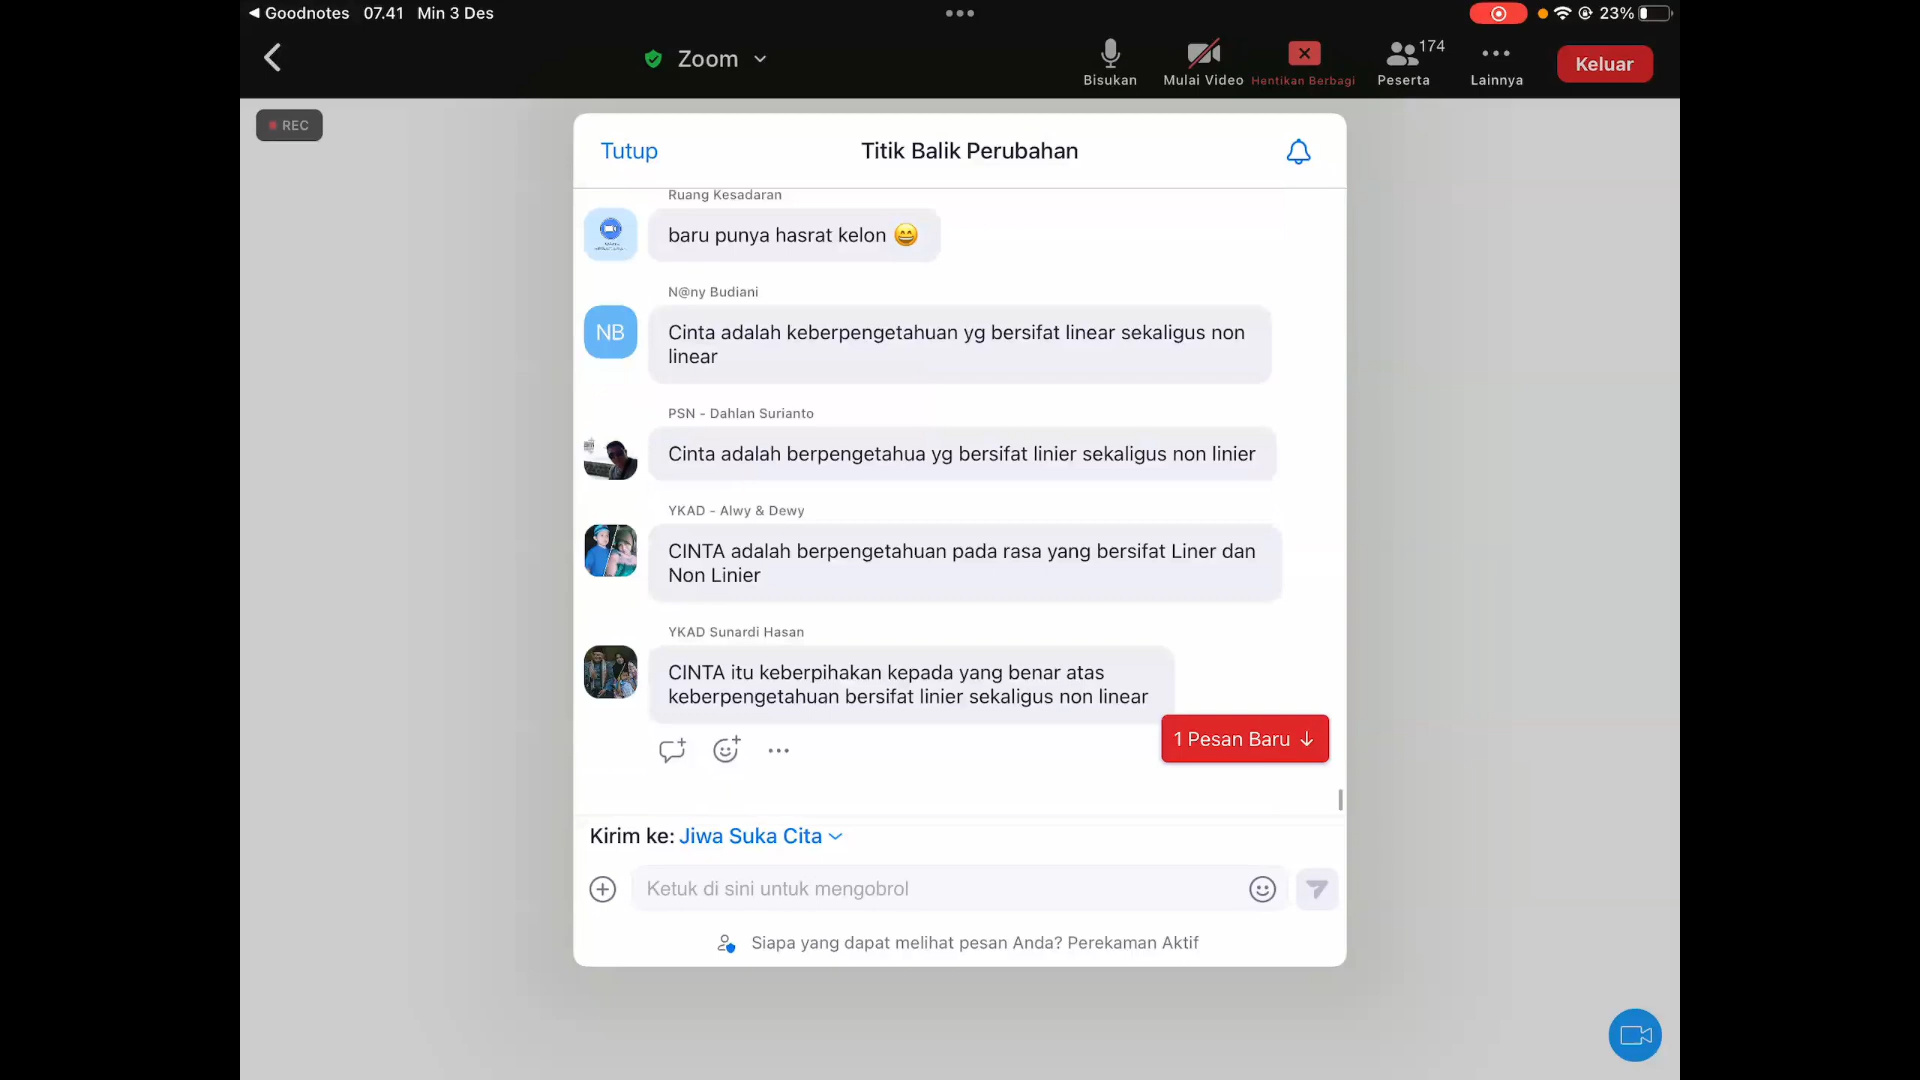 Goodnotes 07.41 Min 3 Des
23%
Zoom
Bisukan
Mulai Video
Hentikan Berbagi
174
Peserta
Lainnya
Keluar
REC
Tutup
Titik Balik Perubahan
Ruang Kesadaran
baru punya hasrat kelon 😄
N@ny Budiani
NB
Cinta adalah keberpengetahuan yg bersifat linear sekaligus non
linear
PSN - Dahlan Surianto
Cinta adalah berpengetahua yg bersifat linier sekaligus non linier
YKAD - Alwy & Dewy
CINTA adalah berpengetahuan pada rasa yang bersifat Liner dan
Non Linier
YKAD Sunardi Hasan
CINTA itu keberpihakan kepada yang benar atas
keberpengetahuan bersifat linier sekaligus non linear
1 Pesan Baru ↓
Kirim ke: Jiwa Suka Cita
Ketuk di sini untuk mengobrol
Siapa yang dapat melihat pesan Anda? Perekaman Aktif